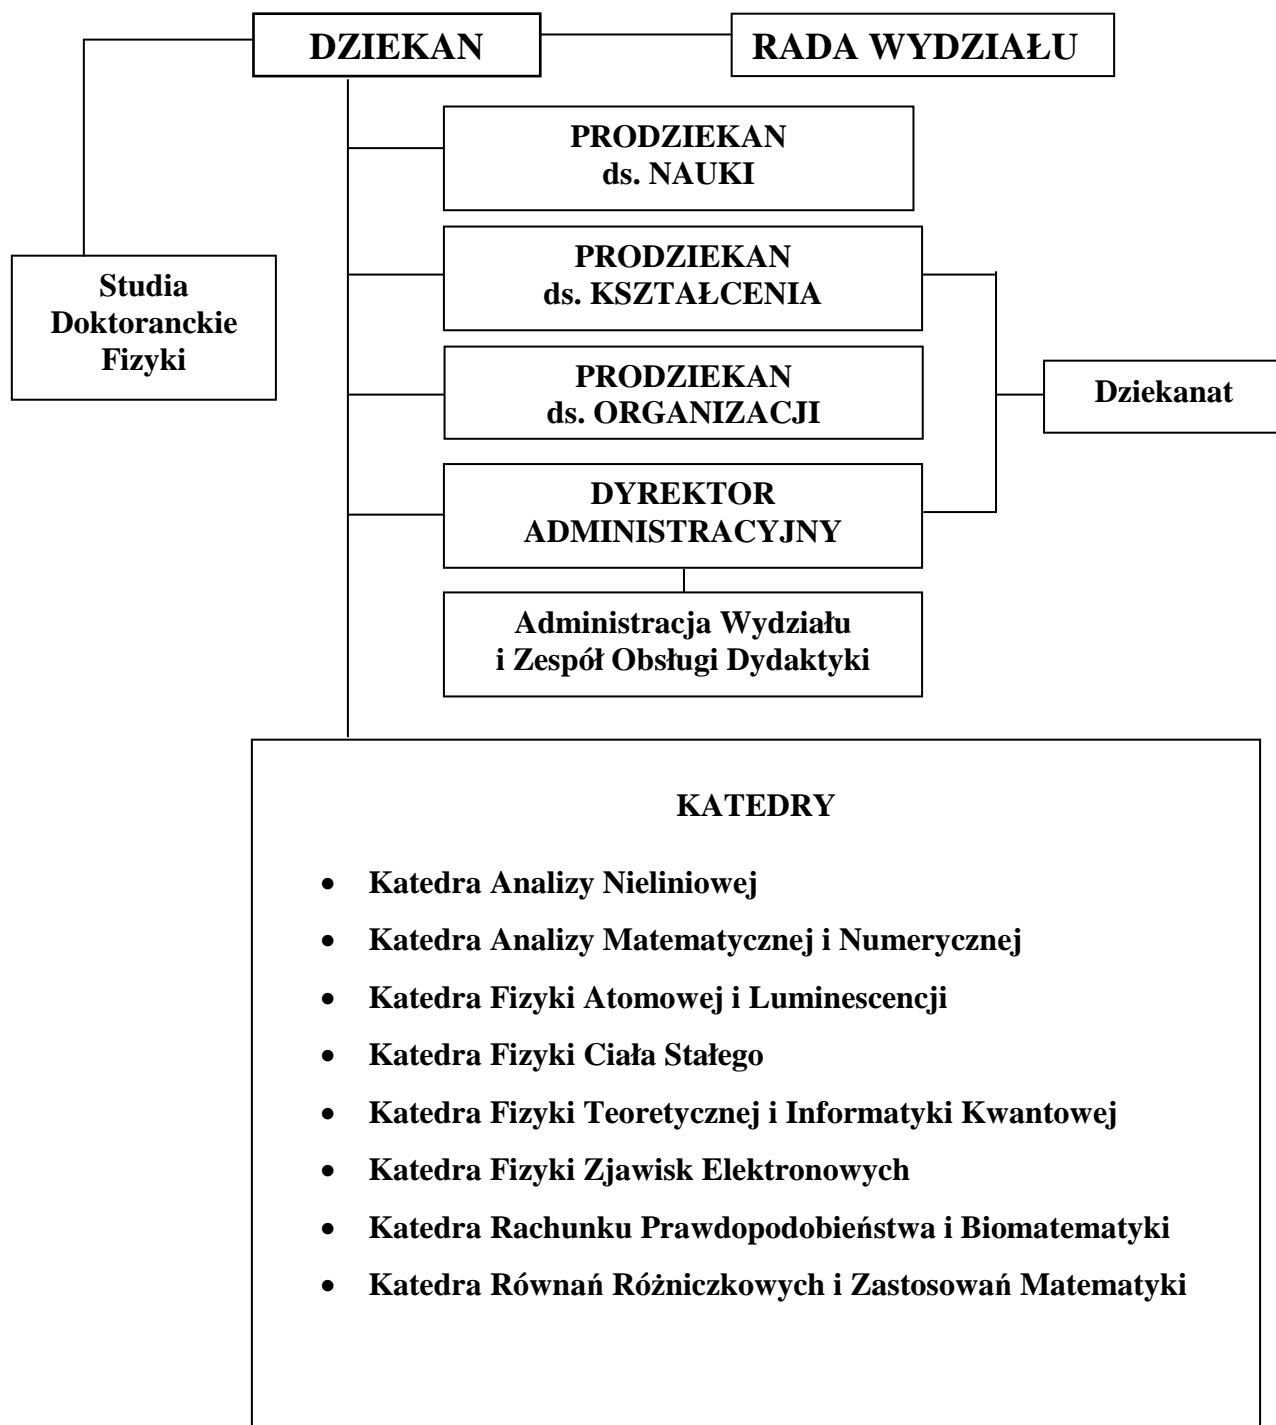 DZIEKAN
RADA WYDZIAŁU
PRODZIEKAN
ds. NAUKI
Studia
Doktoranckie
Fizyki
PRODZIEKAN
ds. KSZTAŁCENIA
PRODZIEKAN
ds. ORGANIZACJI
Dziekanat
DYREKTOR
ADMINISTRACYJNY
Administracja Wydziału
i Zespół Obsługi Dydaktyki
KATEDRY
• Katedra Analizy Nieliniowej
• Katedra Analizy Matematycznej i Numerycznej
• Katedra Fizyki Atomowej i Luminescencji
• Katedra Fizyki Ciała Stałego
• Katedra Fizyki Teoretycznej i Informatyki Kwantowej
• Katedra Fizyki Zjawisk Elektronowych
• Katedra Rachunku Prawdopodobieństwa i Biomatematyki
• Katedra Równań Różniczkowych i Zastosowań Matematyki